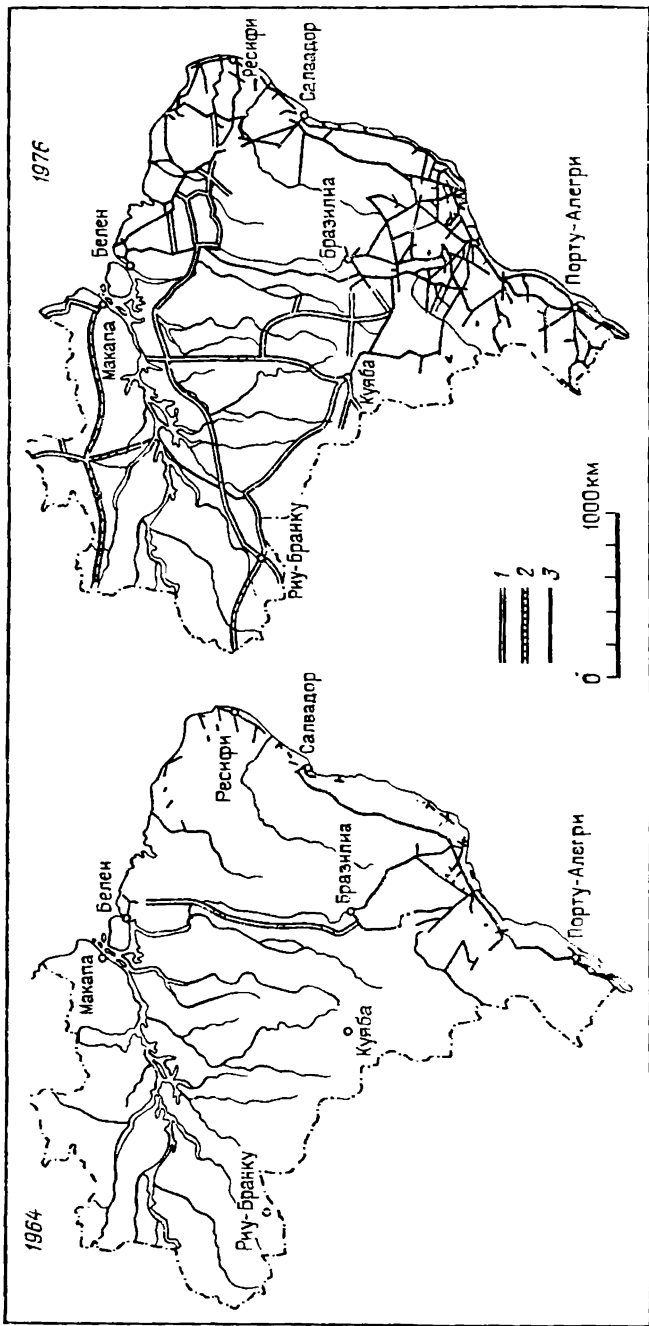 1964
Макапа
Белен
Ресифи
Салвадор
Бразилиа
Куяба
Риу-Бранку
Порту-Алегри
1976
Макапа
Белен
Ресифи
Салвадор
Бразилиа
Куяба
Риу-Бранку
Порту-Алегри
1
2
3
0 1000км